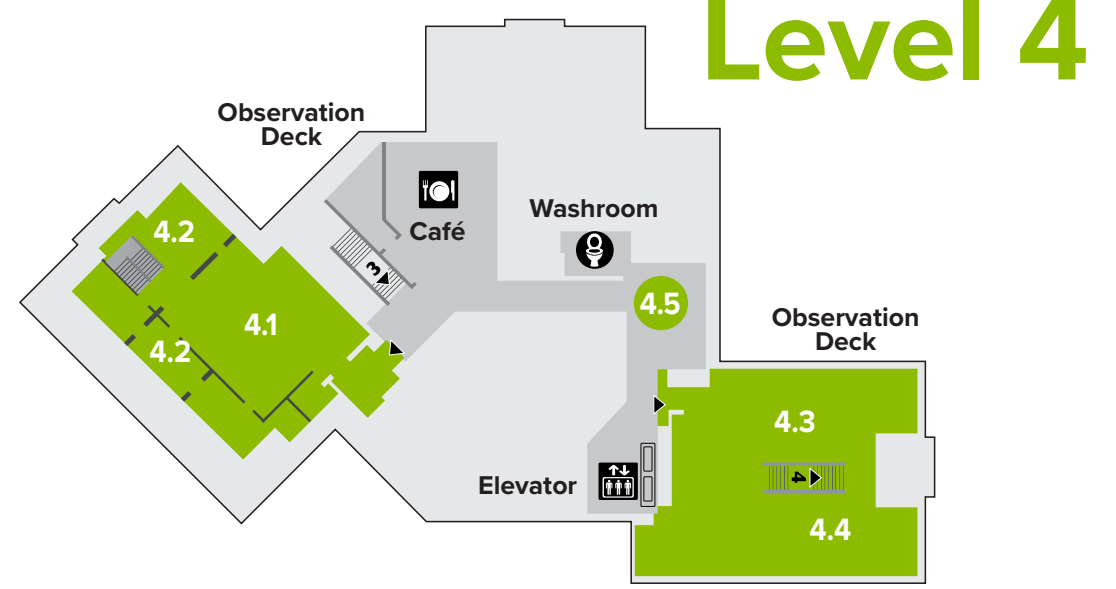 Level 4
Observation
Deck
4.2
Café
Washroom
3
4.5
4.1
4.2
Observation
Deck
4.3
4
Elevator
4.4